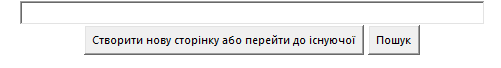 Створити нову сторінку або перейти до існуючої Пошук